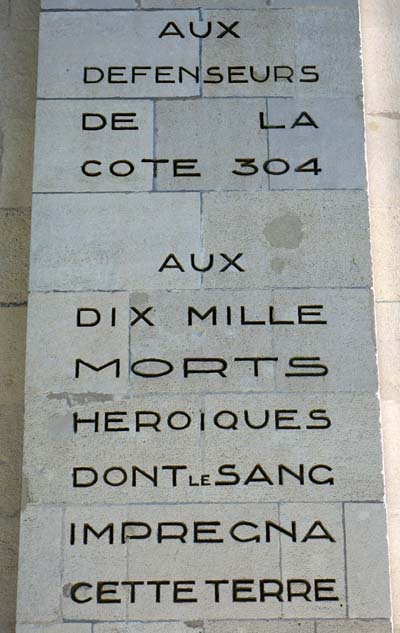 AUX
DEFENSEURS
DE LA
COTE 304
AUX
DIX MILLE
MORTS
HEROIQUES
DONT LE SANG
IMPREGNA
CETTE TERRE